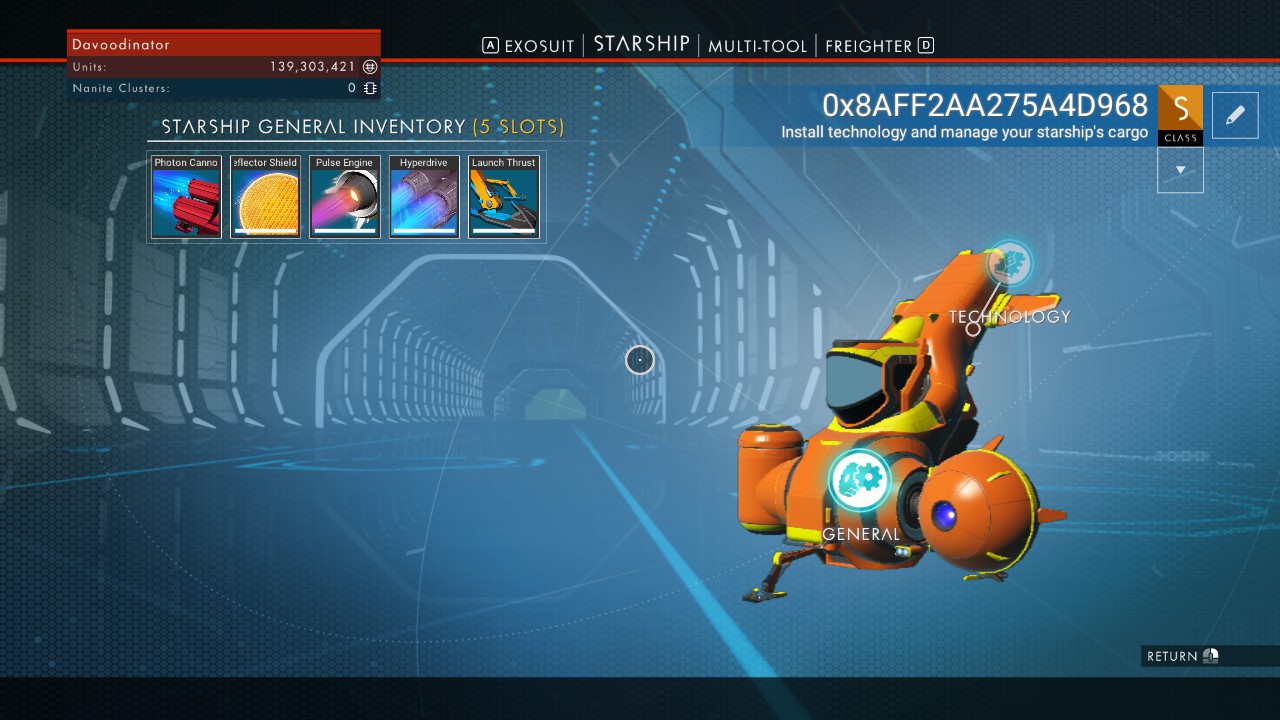 Davoodinator
Units: 139,303,421
Nanite Clusters: 0
A EXOSUIT STARSHIP MULTI-TOOL FREIGHTER D
0x8AFF2AA275A4D968
Install technology and manage your starship's cargo
S
CLASS
STARSHIP GENERAL INVENTORY (5 SLOTS)
Photon Canno eflector Shield Pulse Engine Hyperdrive Launch Thrust
TECHNOLOGY
GENERAL
RETURN